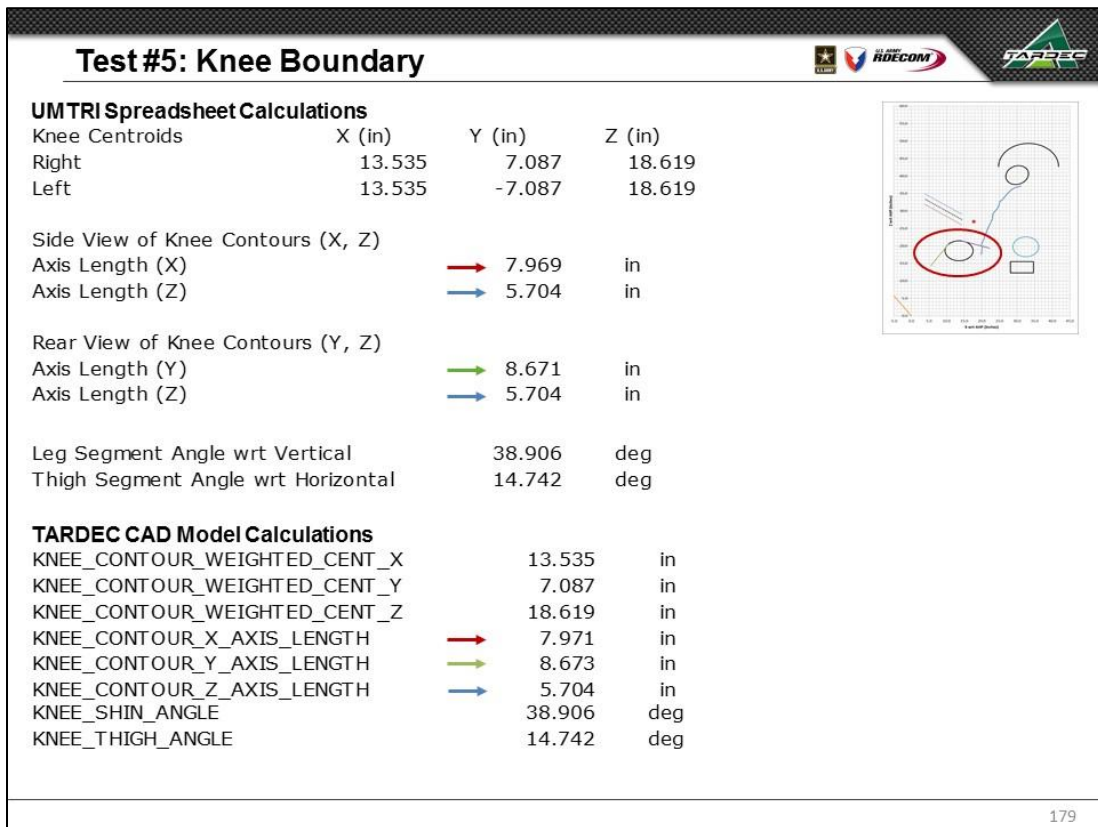 Test #5: Knee Boundary
U.S. ARMY
U.S. ARMY
RDECOM
TARDEC
UMTRI Spreadsheet Calculations
Knee Centroids X (in) Y (in) Z (in)
Right 13.535 7.087 18.619
Left 13.535 -7.087 18.619
Side View of Knee Contours (X, Z)
Axis Length (X) 7.969 in
Axis Length (Z) 5.704 in
Rear View of Knee Contours (Y, Z)
Axis Length (Y) 8.671 in
Axis Length (Z) 5.704 in
Leg Segment Angle wrt Vertical 38.906 deg
Thigh Segment Angle wrt Horizontal 14.742 deg
TARDEC CAD Model Calculations
KNEE_CONTOUR_WEIGHTED_CENT_X 13.535 in
KNEE_CONTOUR_WEIGHTED_CENT_Y 7.087 in
KNEE_CONTOUR_WEIGHTED_CENT_Z 18.619 in
KNEE_CONTOUR_X_AXIS_LENGTH 7.971 in
KNEE_CONTOUR_Y_AXIS_LENGTH 8.673 in
KNEE_CONTOUR_Z_AXIS_LENGTH 5.704 in
KNEE_SHIN_ANGLE 38.906 deg
KNEE_THIGH_ANGLE 14.742 deg
179